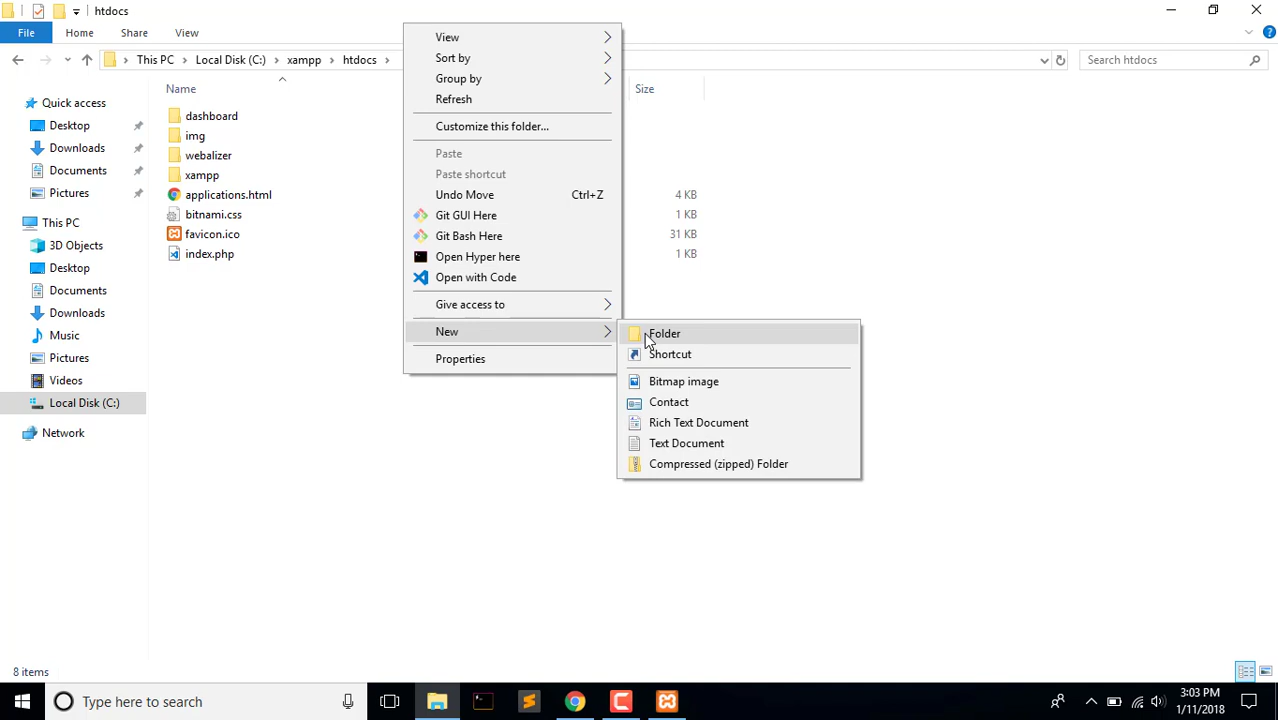 htdocs
File Home Share View
This PC Local Disk (C:) xampp htdocs Search htdocs
Name Size
Quick access
Desktop
Downloads
Documents
Pictures
This PC
3D Objects
Desktop
Documents
Downloads
Music
Pictures
Videos
Local Disk (C:)
Network
dashboard
img
webalizer
xampp
applications.html 4 KB
bitnami.css 1 KB
favicon.ico 31 KB
index.php 1 KB
View
Sort by
Group by
Refresh
Customize this folder...
Paste
Paste shortcut
Undo Move Ctrl+Z
Git GUI Here
Git Bash Here
Open Hyper here
Open with Code
Give access to
New
Properties
Folder
Shortcut
Bitmap image
Contact
Rich Text Document
Text Document
Compressed (zipped) Folder
8 items
Type here to search
3:03 PM
1/11/2018